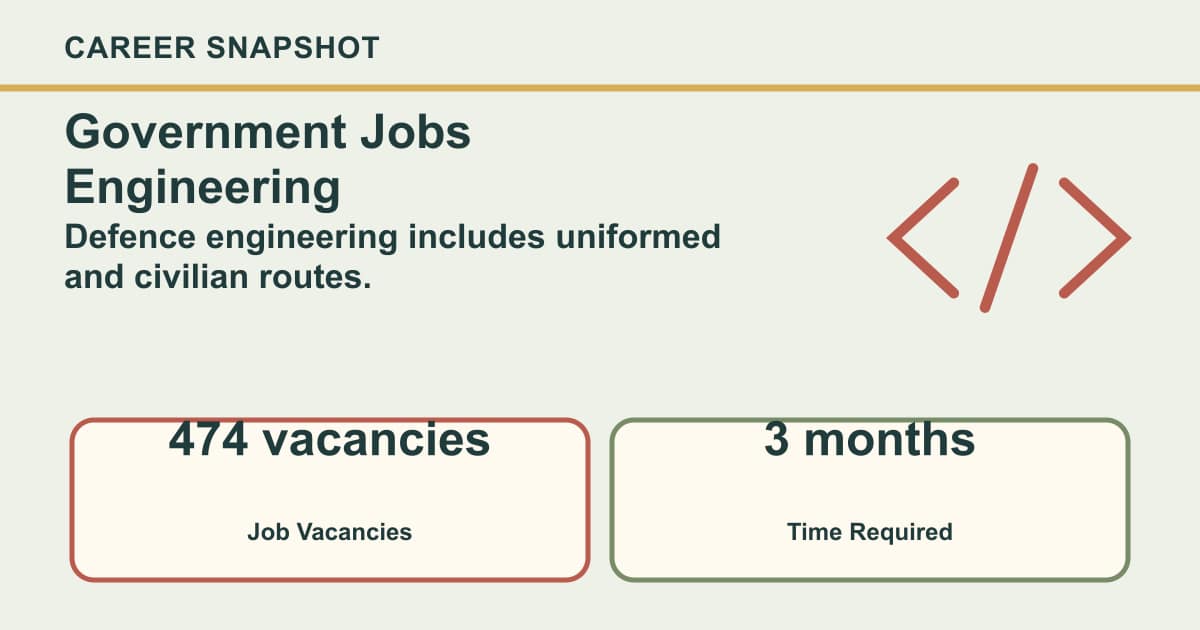 CAREER SNAPSHOT
Government Jobs
Engineering
Defence engineering includes uniformed
and civilian routes.
474 vacancies
Job Vacancies
3 months
Time Required